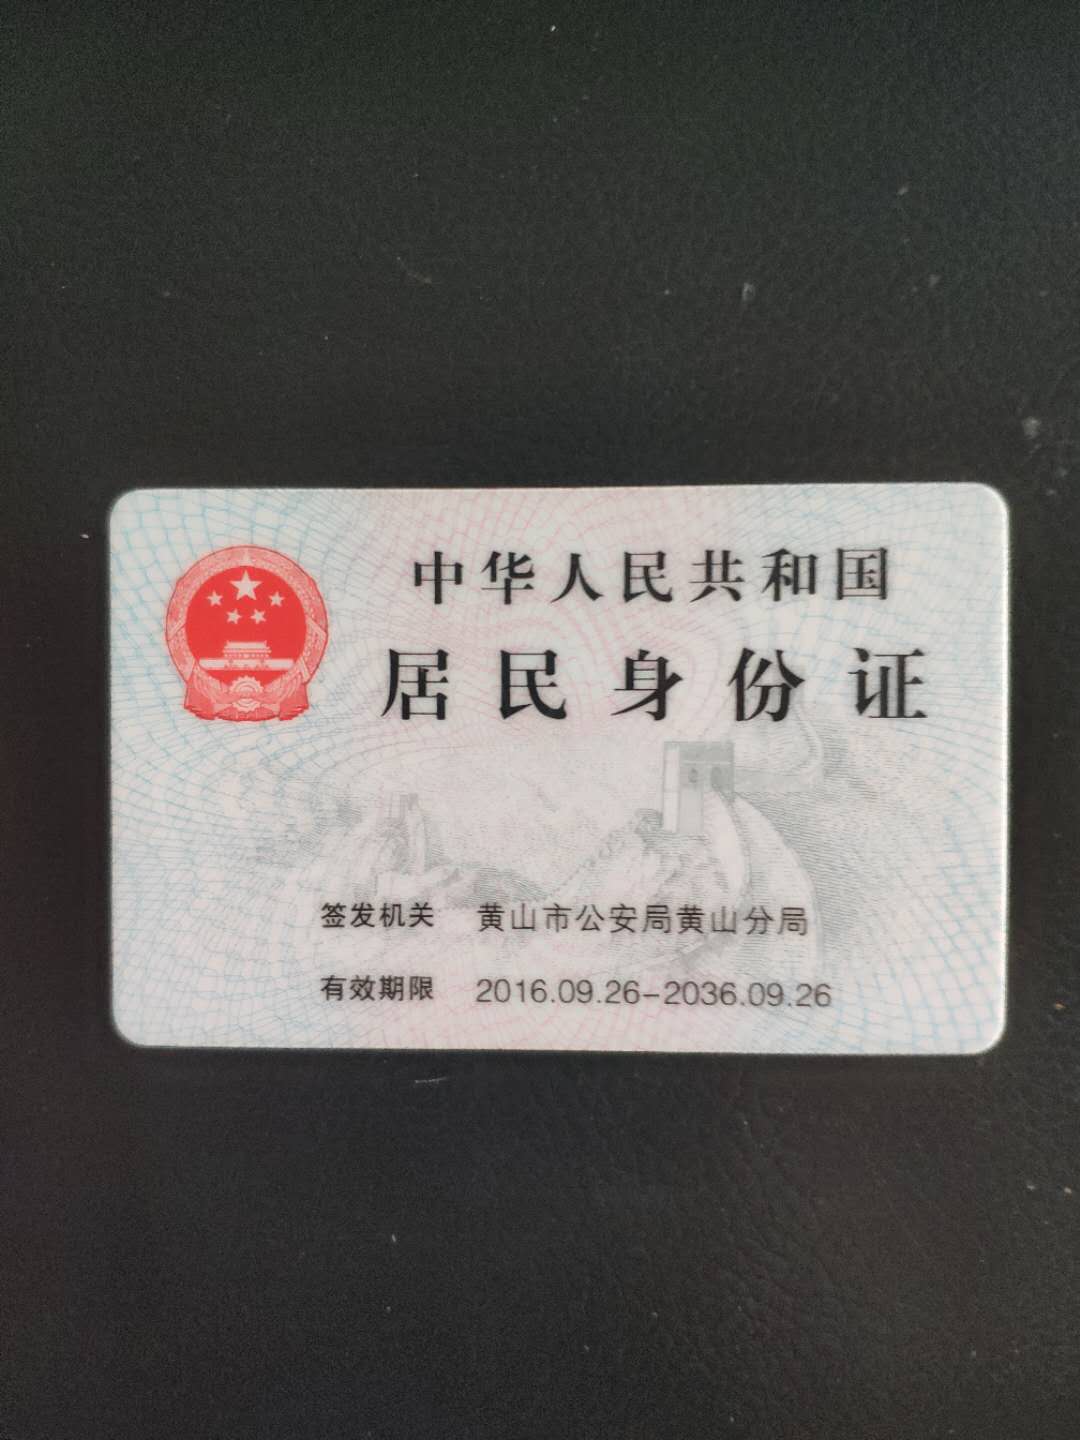 中华人民共和国
居民身份证
签发机关 黄山市公安局黄山分局
有效期限 2016.09.26-2036.09.26